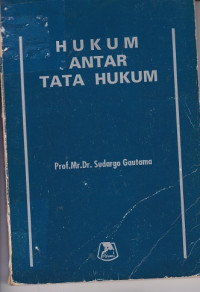 HUKUM
ANTAR
TATA HUKUM
Prof.Mr.Dr. Sudargo Gautama